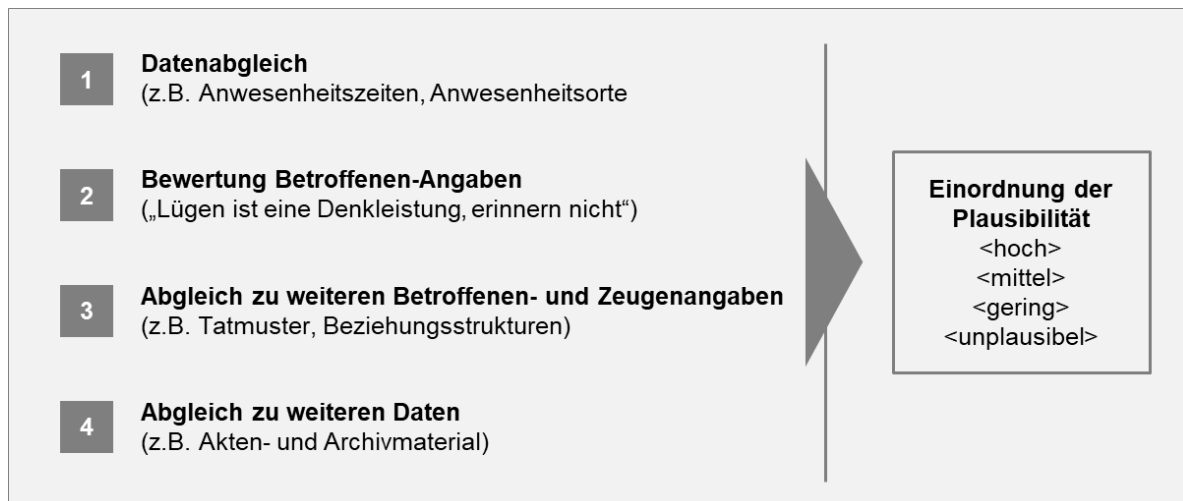 1
Datenabgleich
(z.B. Anwesenheitszeiten, Anwesenheitsorte
2
Bewertung Betroffenen-Angaben
(„Lügen ist eine Denkleistung, erinnern nicht“)
3
Abgleich zu weiteren Betroffenen- und Zeugenangaben
(z.B. Tatmuster, Beziehungsstrukturen)
4
Abgleich zu weiteren Daten
(z.B. Akten- und Archivmaterial)
Einordnung der
Plausibilität
<hoch>
<mittel>
<gering>
<unplausibel>